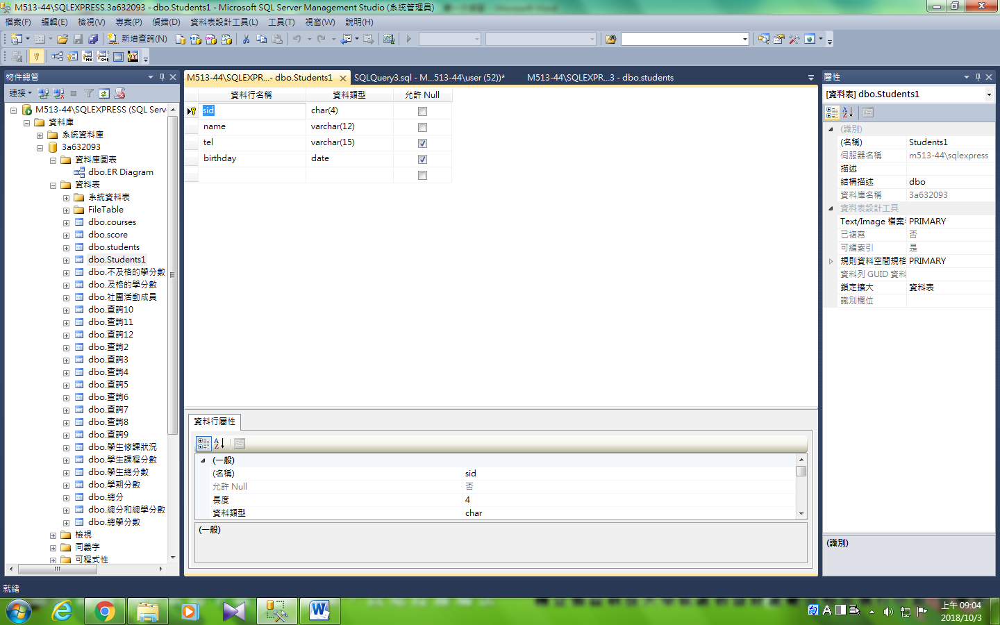 M513-44\SQLEXPRESS.3a632093 - dbo.Students1 - Microsoft SQL Server Management Studio (系統管理員)
檔案(F) 編輯(E) 檢視(V) 專案(P) 偵錯(D) 資料表設計工具(L) 工具(T) 視窗(W) 說明(H)
新增查詢(N)
物件總管
連接
M513-44\SQLEXPRESS (SQL Serv
資料庫
系統資料庫
3a632093
資料庫圖表
dbo.ER Diagram
資料表
系統資料表
FileTable
dbo.courses
dbo.score
dbo.students
dbo.Students1
dbo.不及格的學分數
dbo.及格的學分數
dbo.社團活動成員
dbo.查詢10
dbo.查詢11
dbo.查詢12
dbo.查詢2
dbo.查詢3
dbo.查詢4
dbo.查詢5
dbo.查詢6
dbo.查詢7
dbo.查詢8
dbo.查詢9
dbo.學生修課狀況
dbo.學生課程分數
dbo.學生總分數
dbo.學期分數
dbo.總分
dbo.總分和總學分數
dbo.總學分數
檢視
同義字
可程式性
M513-44\SQLEXPR...- dbo.Students1 SQLQuery3.sql - M...513-44\user (52))* M513-44\SQLEXPR...3 - dbo.students
資料行名稱 資料類型 允許 Null
sid char(4)
name varchar(12)
tel varchar(15)
birthday date
資料行屬性
(一般)
(名稱) sid
允許 Null 否
長度 4
資料類型 char
(一般)
屬性
[資料表] dbo.Students1
(識別)
(名稱) Students1
伺服器名稱 m513-44\sqlexpress
描述
結構描述 dbo
資料庫名稱 3a632093
資料表設計工具
Text/Image 檔案 PRIMARY
已複寫 否
可編索引 是
規則資料空間規格 PRIMARY
資料列 GUID 資料
鎖定擴大 資料表
識別欄位
(識別)
就緒
上午 09:04
2018/10/3